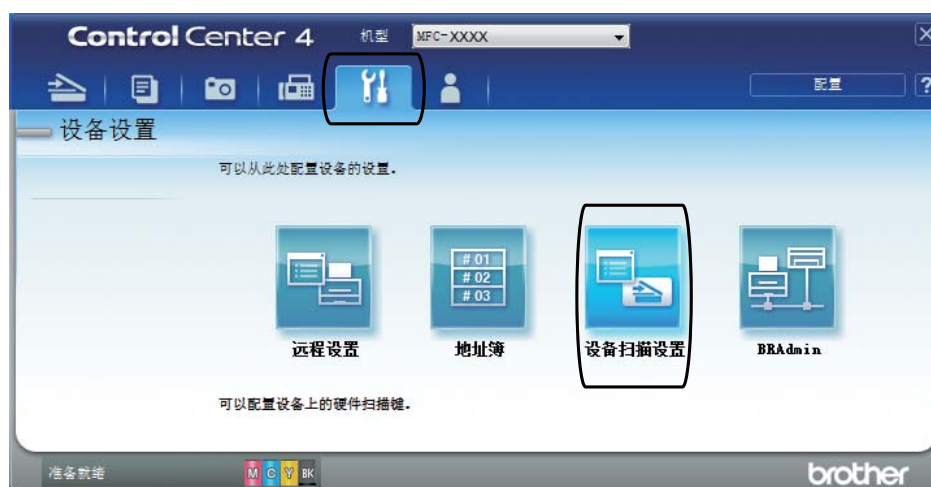 Control Center 4 机型 MFC-XXXX
配置 ?
设备设置
可以从此处配置设备的设置.
# 01
# 02
# 03
远程设置 地址簿 设备扫描设置 BRAdmin
可以配置设备上的硬件扫描键.
准备就绪 M C Y BK brother